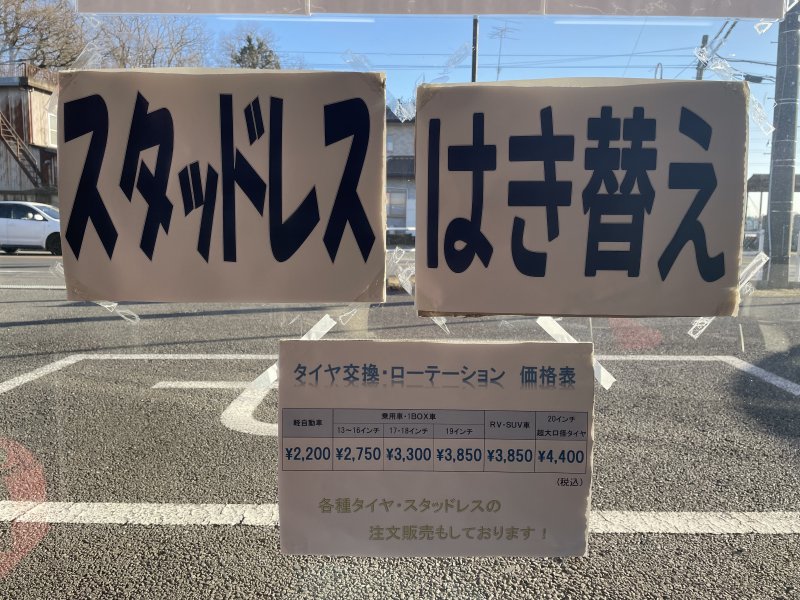 スタッドレス
はき替え
タイヤ交換・ローテーション 価格表
軽自動車 乗用車・1BOX車 RV・SUV車 20インチ超大口径タイヤ
13〜16インチ 17・18インチ 19インチ
¥2,200 ¥2,750 ¥3,300 ¥3,850 ¥3,850 ¥4,400
(税込)
各種タイヤ・スタッドレスの
注文販売もしております！